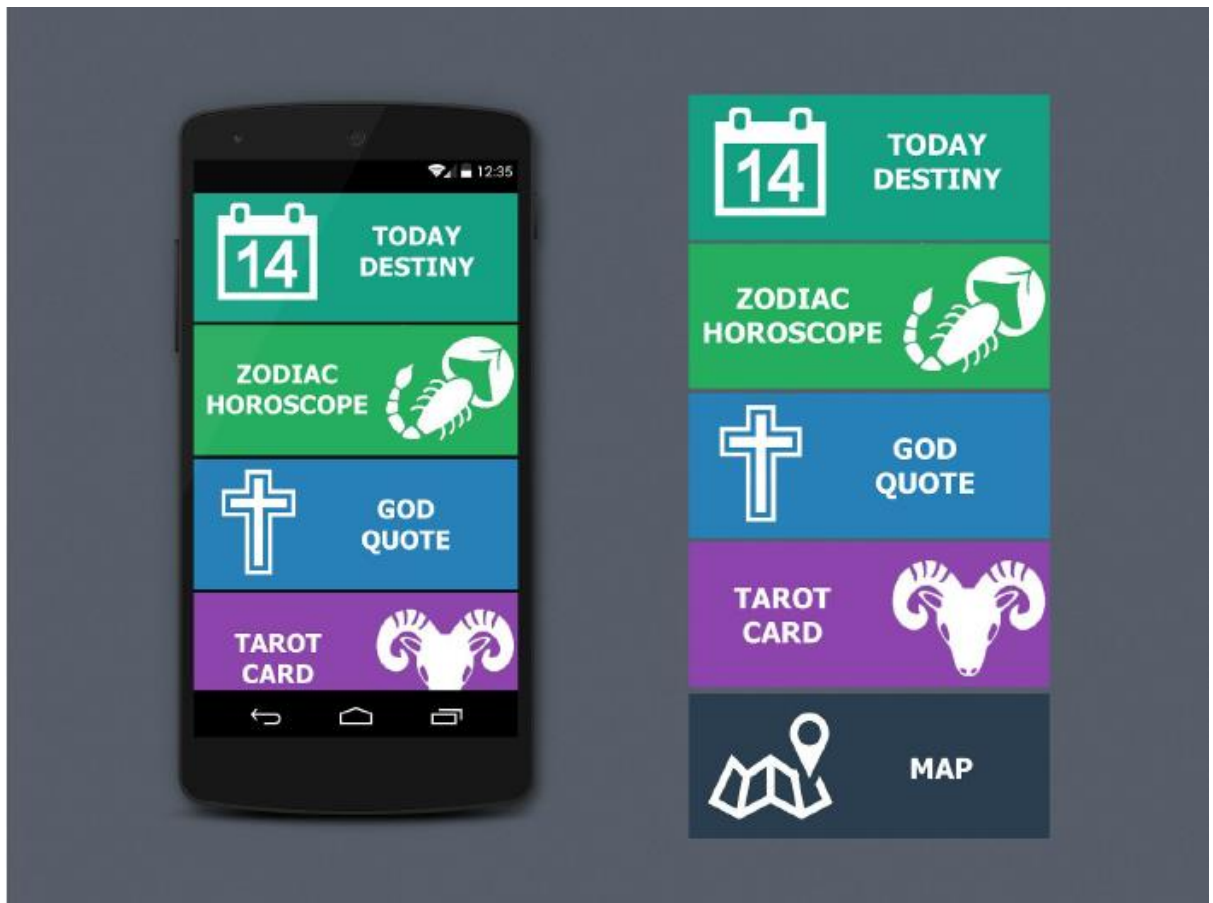 12:35
14
TODAY
DESTINY
ZODIAC
HOROSCOPE
GOD
QUOTE
TAROT
CARD
14
TODAY
DESTINY
ZODIAC
HOROSCOPE
GOD
QUOTE
TAROT
CARD
MAP